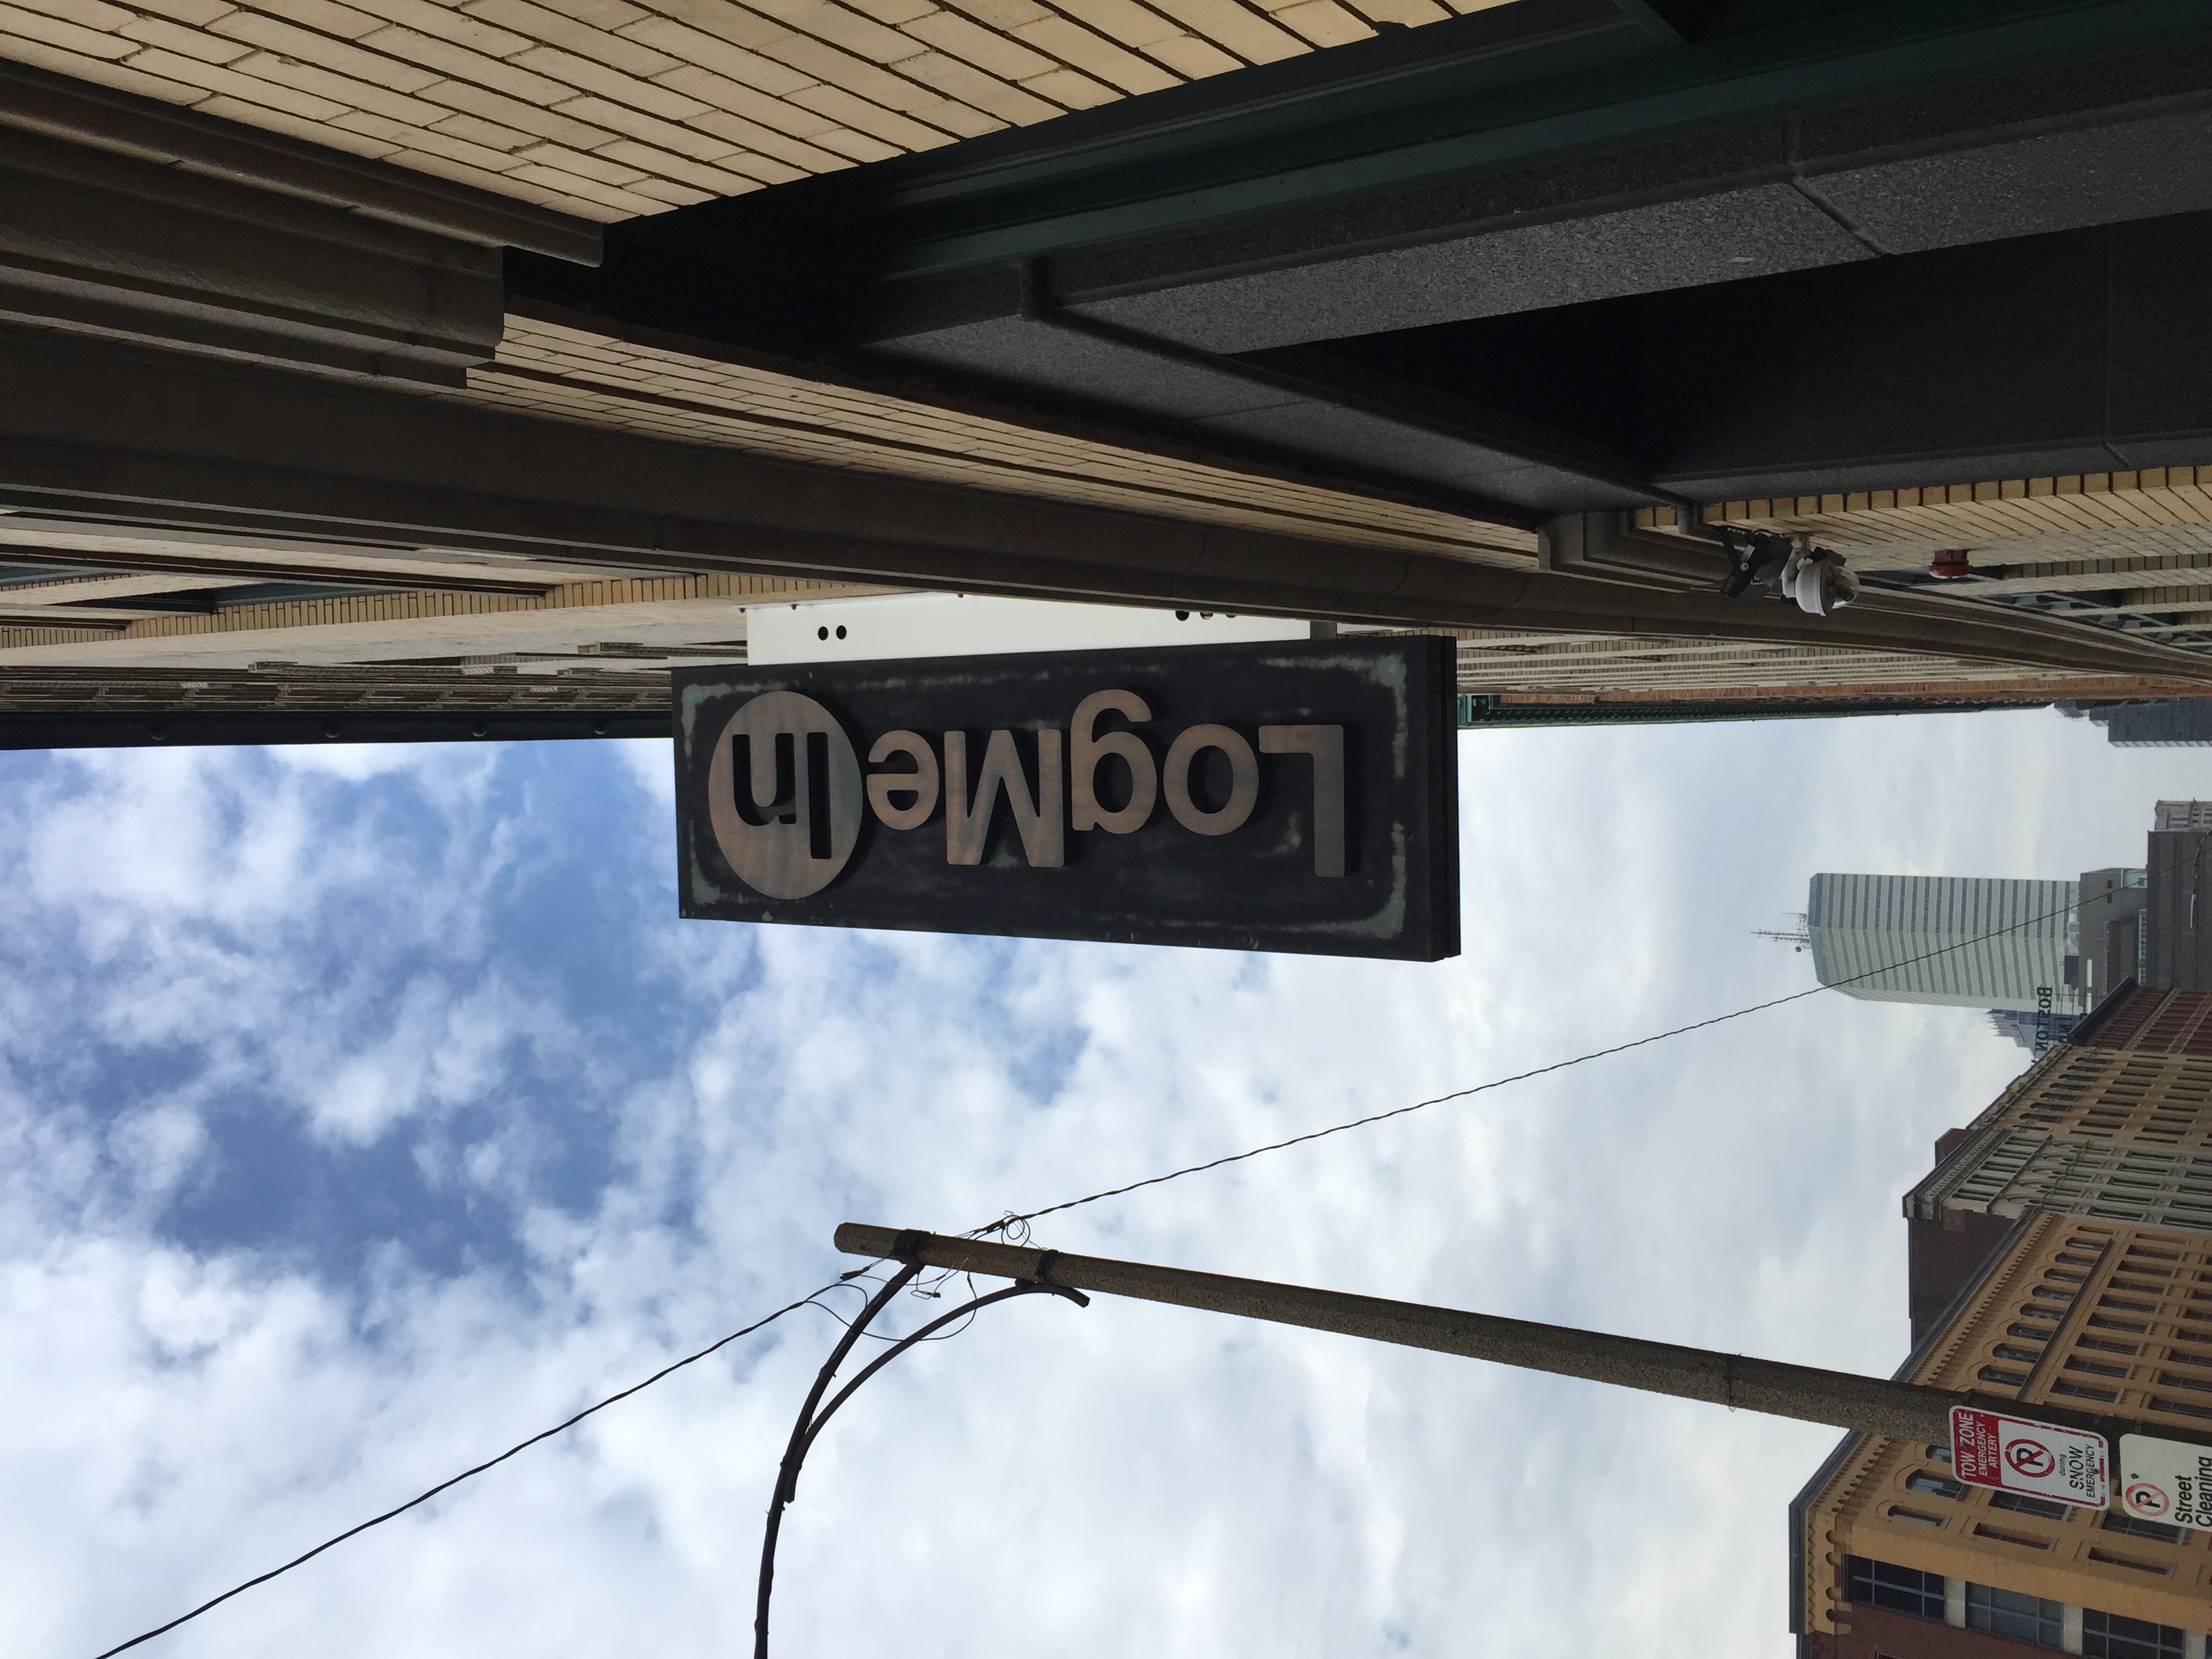 LogMeIn
BOSTON
TOW ZONE
EMERGENCY
ARTERY
P
during
SNOW
EMERGENCY
P
Street
Cleaning